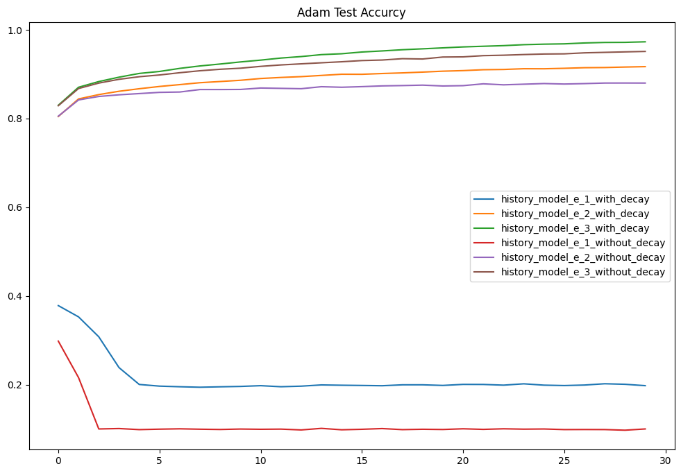 Adam Test Accurcy
1.0
0.8
0.6
0.4
0.2
history_model_e_1_with_decay
history_model_e_2_with_decay
history_model_e_3_with_decay
history_model_e_1_without_decay
history_model_e_2_without_decay
history_model_e_3_without_decay
0 5 10 15 20 25 30